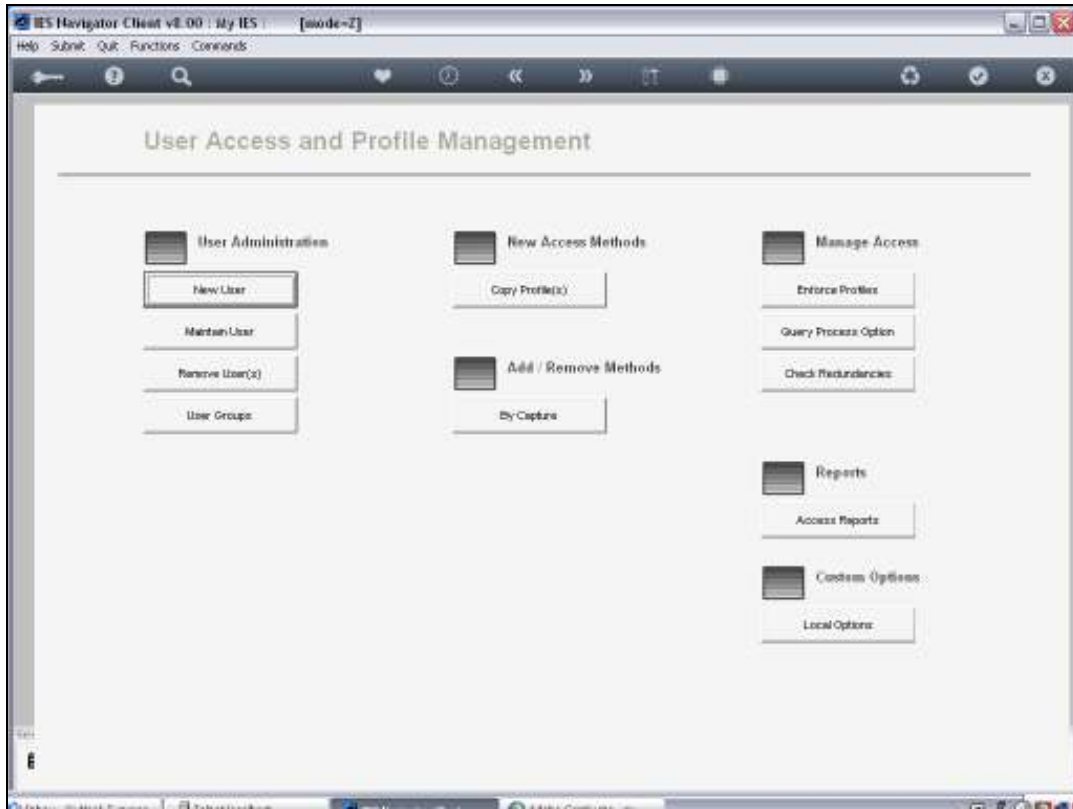 IES Navigator Client v8.00 : My IES : [mode=Z]
Help Submit Quit Functions Commands
User Access and Profile Management
User Administration
New User
Maintain User
Remove User(s)
User Groups
New Access Methods
Copy Profile(s)
Add / Remove Methods
By Capture
Manage Access
Enforce Profiles
Query Process Option
Check Redundancies
Reports
Access Reports
Custom Options
Local Options